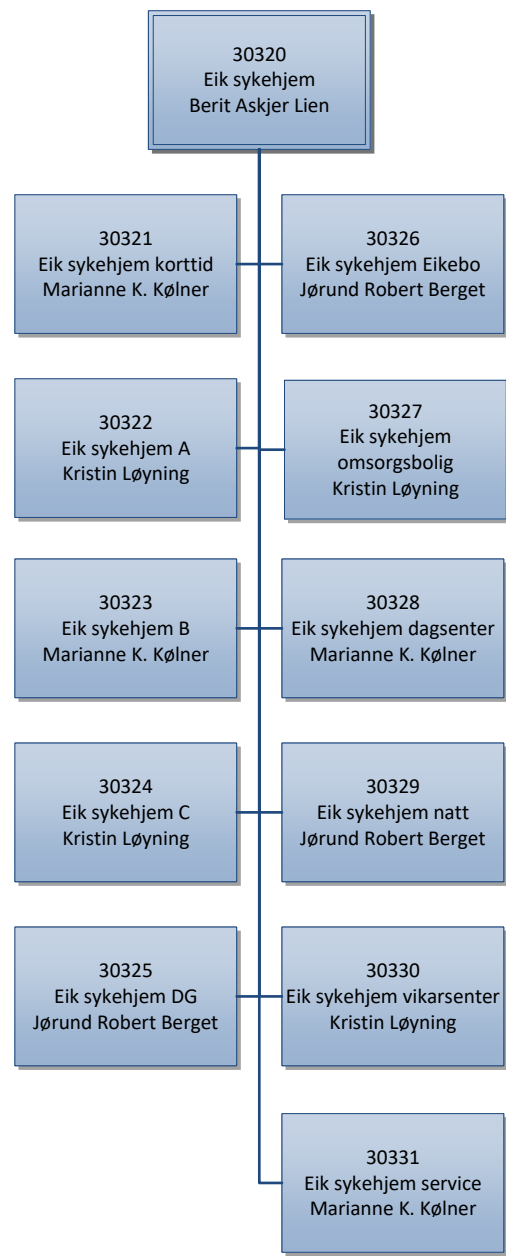 30320
Eik sykehjem
Berit Askjer Lien
30321
Eik sykehjem korttid
Marianne K. Kølner
30326
Eik sykehjem Eikebo
Jørund Robert Berget
30322
Eik sykehjem A
Kristin Løyning
30327
Eik sykehjem
omsorgsbolig
Kristin Løyning
30323
Eik sykehjem B
Marianne K. Kølner
30328
Eik sykehjem dagsenter
Marianne K. Kølner
30324
Eik sykehjem C
Kristin Løyning
30329
Eik sykehjem natt
Jørund Robert Berget
30325
Eik sykehjem DG
Jørund Robert Berget
30330
Eik sykehjem vikarsenter
Kristin Løyning
30331
Eik sykehjem service
Marianne K. Kølner